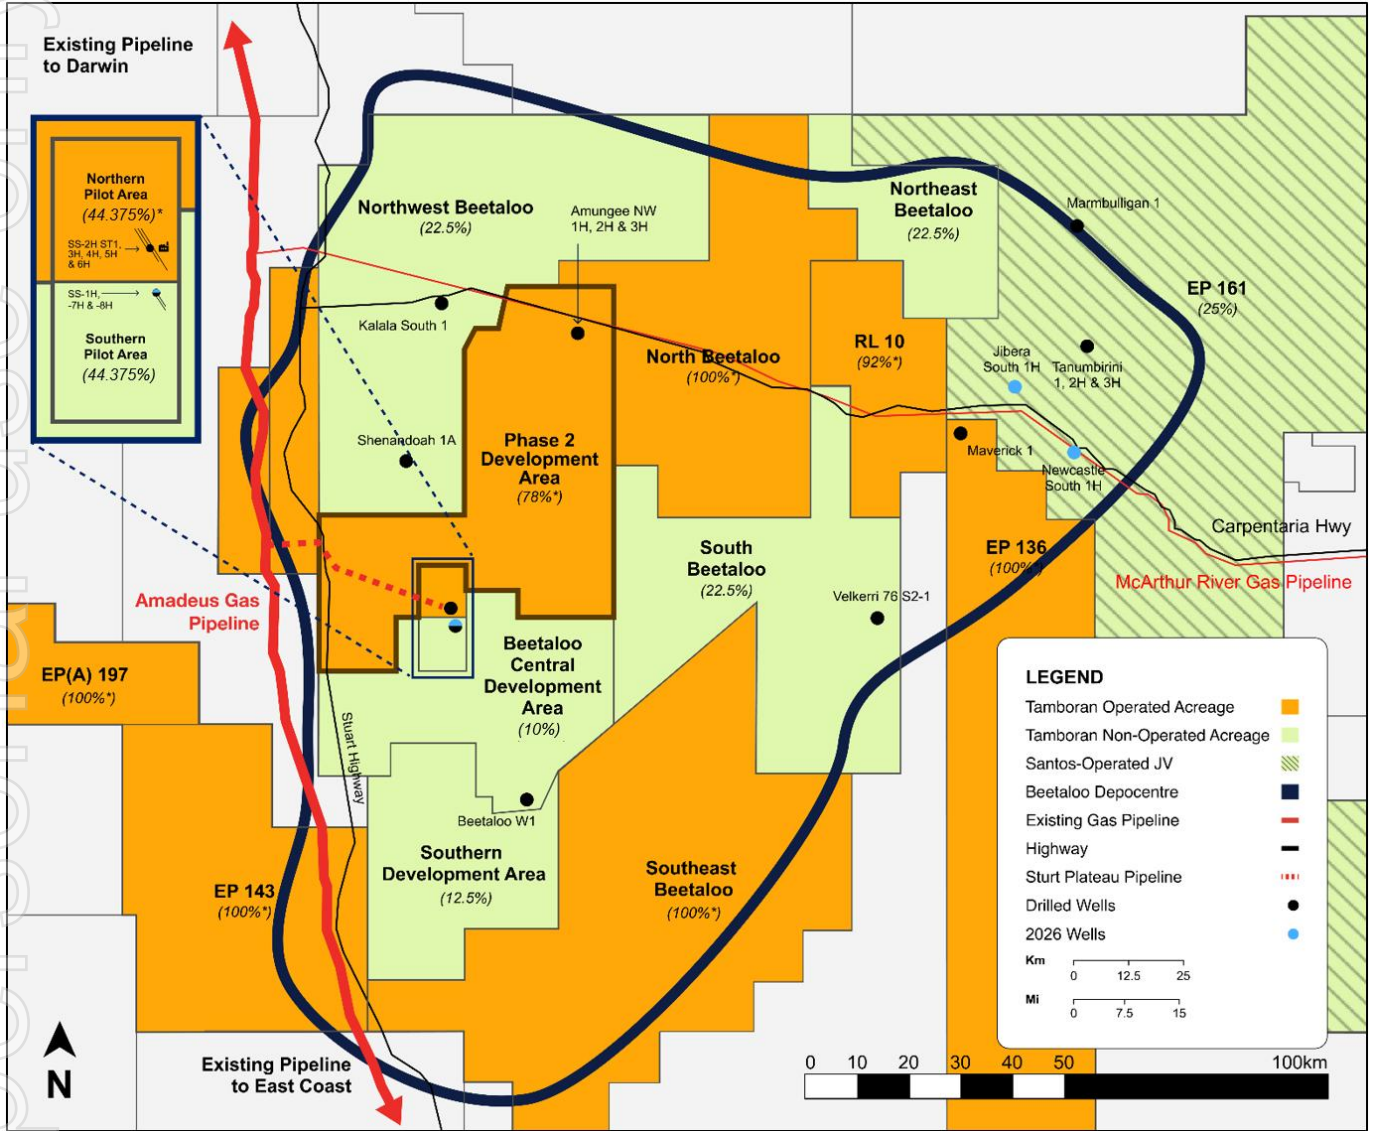 Existing Pipeline
to Darwin
Northern
Pilot Area
(44.375%)*
SS-2H ST1,
3H, 4H, 5H
& 6H
SS-1H,
-7H & -8H
Southern
Pilot Area
(44.375%)
Northwest Beetaloo
(22.5%)
Amungee NW
1H, 2H & 3H
Northeast
Beetaloo
(22.5%)
Marmbulligan 1
EP 161
(25%)
Kalala South 1
North Beetaloo
(100%*)
RL 10
(92%*)
Jibera
South 1H
Tanumbirini
1, 2H & 3H
Shenandoah 1A
Phase 2
Development
Area
(78%*)
Maverick 1
Newcastle
South 1H
Carpentaria Hwy
McArthur River Gas Pipeline
South
Beetaloo
(22.5%)
EP 136
(100%*)
Velkerri 76 S2-1
Amadeus Gas
Pipeline
EP(A) 197
(100%*)
Beetaloo
Central
Development
Area
(10%)
Stuart Highway
Beetaloo W1
Southern
Development Area
(12.5%)
Southeast
Beetaloo
(100%*)
EP 143
(100%*)
Existing Pipeline
to East Coast
N
LEGEND
Tamboran Operated Acreage
Tamboran Non-Operated Acreage
Santos-Operated JV
Beetaloo Depocentre
Existing Gas Pipeline
Highway
Sturt Plateau Pipeline
Drilled Wells
2026 Wells
Km
0 12.5 25
Mi
0 7.5 15
0 10 20 30 40 50 100km